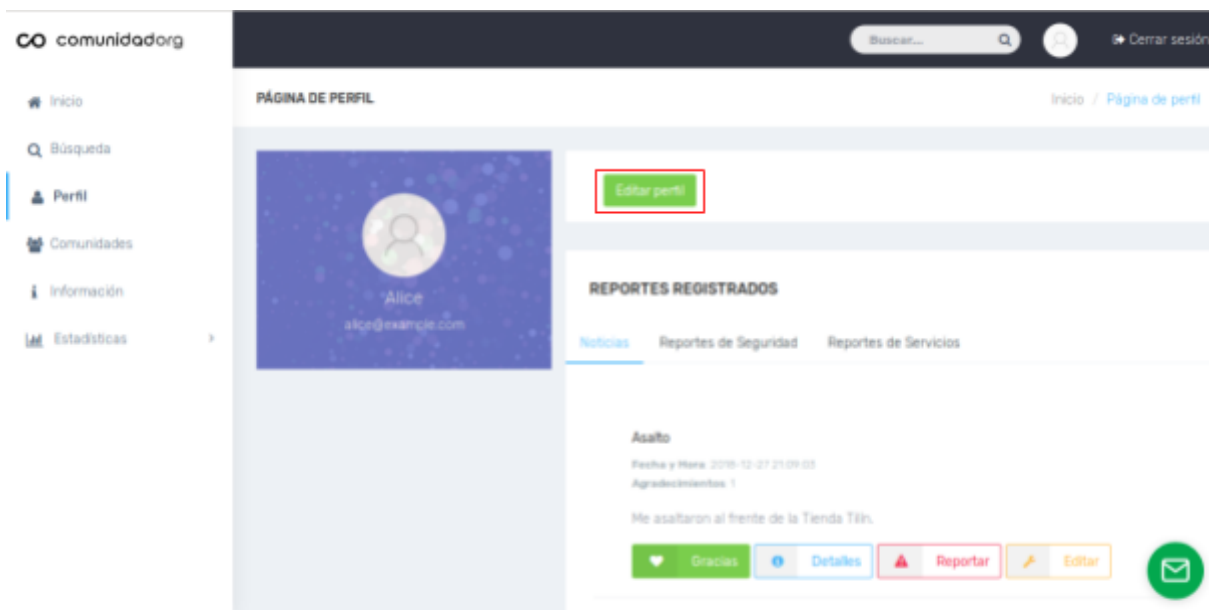 comunidadorg
Buscar...
Cerrar sesión
Inicio
Búsqueda
Perfil
Comunidades
Información
Estadísticas
PÁGINA DE PERFIL
Inicio / Página de perfil
Alice
alice@example.com
Editar perfil
REPORTES REGISTRADOS
Noticias Reportes de Seguridad Reportes de Servicios
Asalto
Fecha y Hora: 2018-12-27 21:09:03
Agradecimientos: 1
Me asaltaron al frente de la Tienda Tilín.
Gracias Detalles Reportar Editar